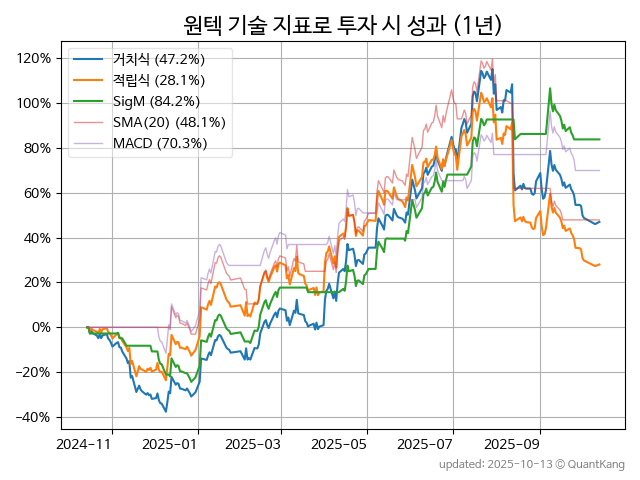 원텍 기술 지표로 투자 시 성과 (1년)
120%
100%
80%
60%
40%
20%
0%
−20%
−40%
거치식 (47.2%)
적립식 (28.1%)
SigM (84.2%)
SMA(20) (48.1%)
MACD (70.3%)
2024-11
2025-01
2025-03
2025-05
2025-07
2025-09
updated: 2025-10-13 © QuantKang